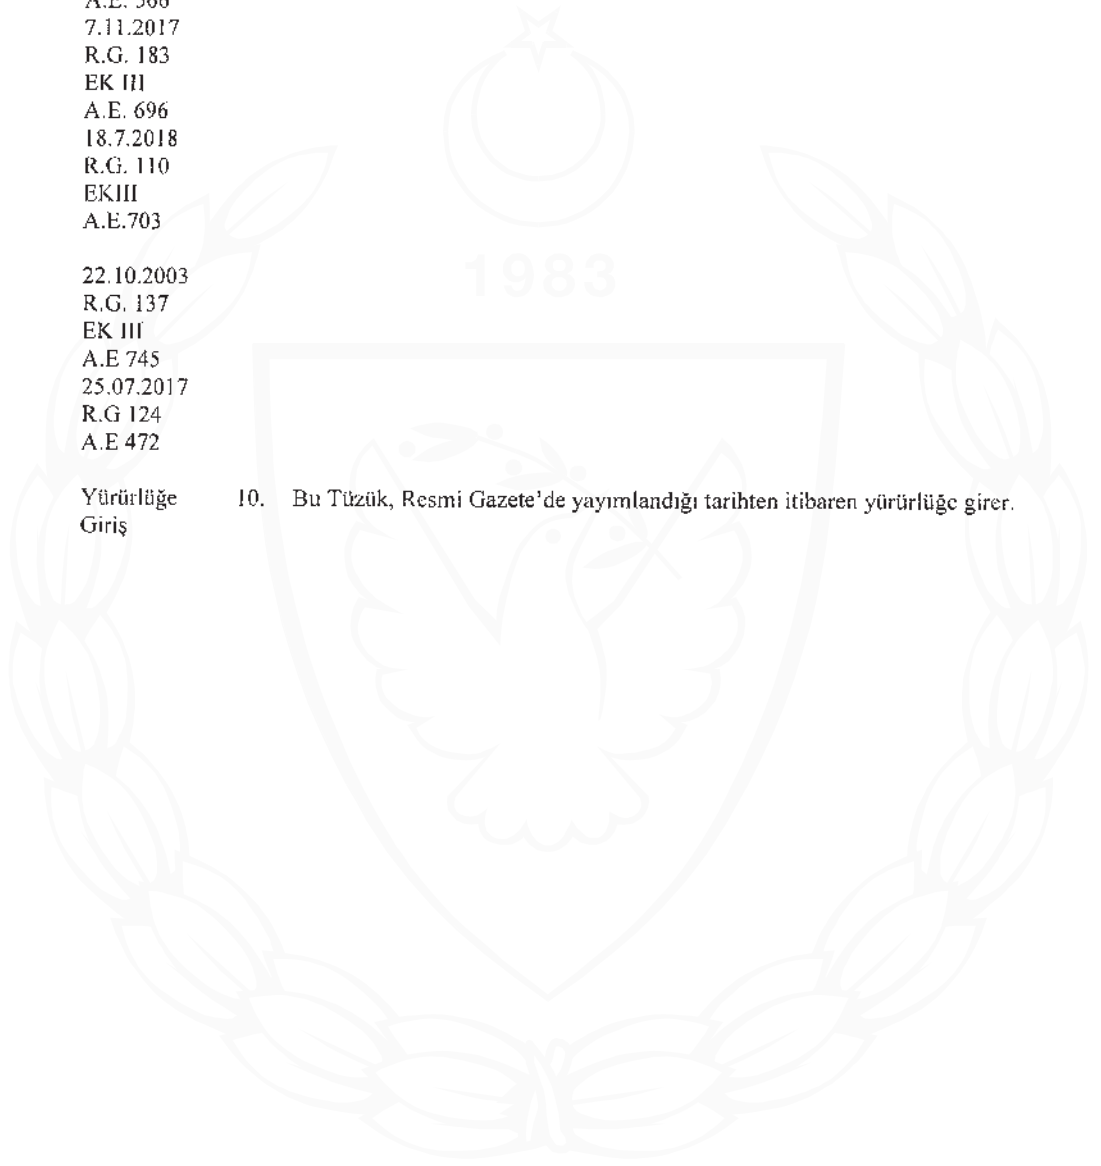 A.E. 566
7.11.2017
R.G. 183
EK III
A.E. 696
18.7.2018
R.G. 110
EKIII
A.E.703
22.10.2003
R.G. 137
EK III
A.E 745
25.07.2017
R.G 124
A.E 472
Yürürlüğe
Giriş
10. Bu Tüzük, Resmi Gazete'de yayımlandığı tarihten itibaren yürürlüğe girer.
1983